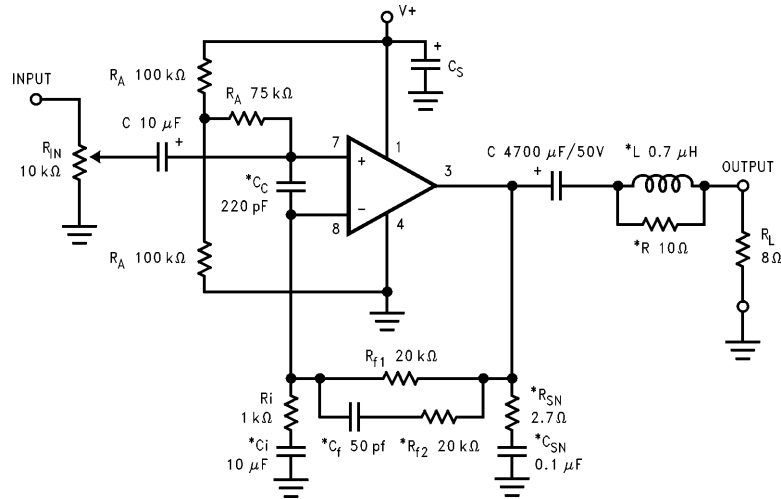 V+
+
C_S
R_A 100 kΩ
INPUT
R_A 75 kΩ
C 10 μF
+
R_IN
10 kΩ
7
+
1
3
C 4700 μF/50V
+
*L 0.7 μH
OUTPUT
*C_C
220 pF
−
8
4
*R 10Ω
R_L
8Ω
R_A 100 kΩ
R_f1 20 kΩ
Ri
1 kΩ
*C_f 50 pf
*R_f2 20 kΩ
*R_SN
2.7Ω
*Ci
10 μF
*C_SN
0.1 μF